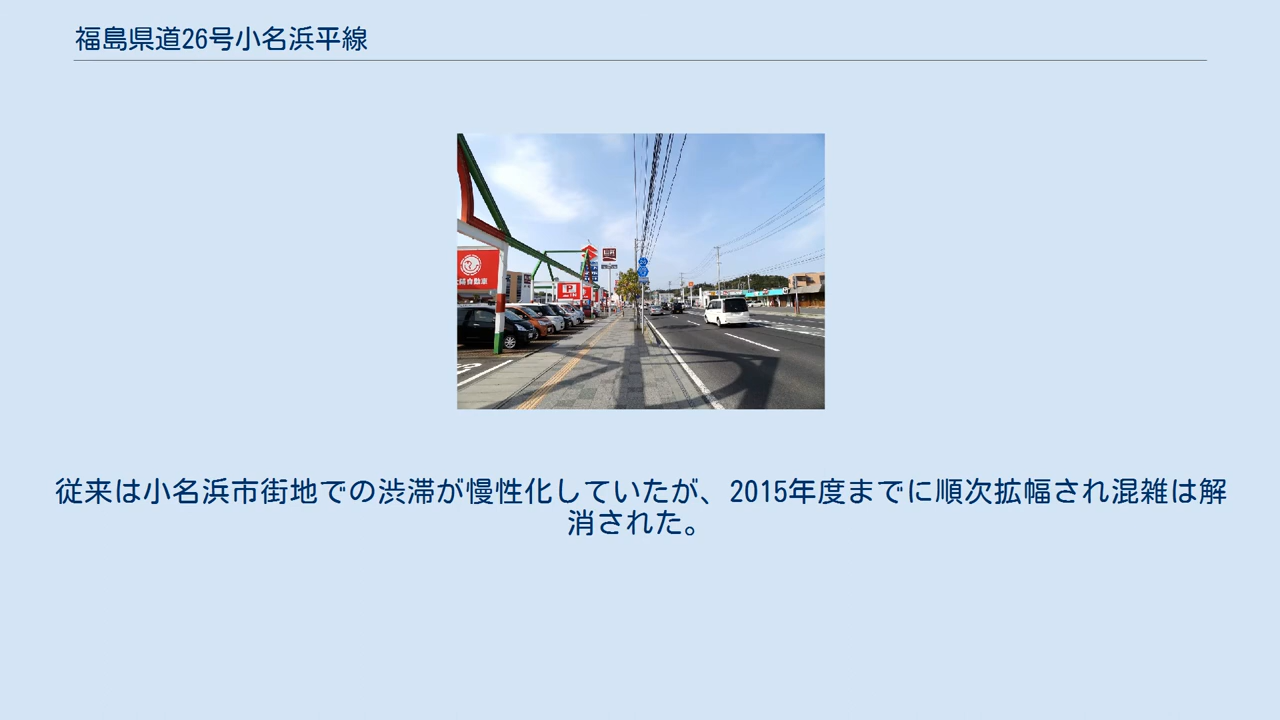 福島県道26号小名浜平線
P
従来は小名浜市街地での渋滞が慢性化していたが、2015年度までに順次拡幅され混雑は解
消された。